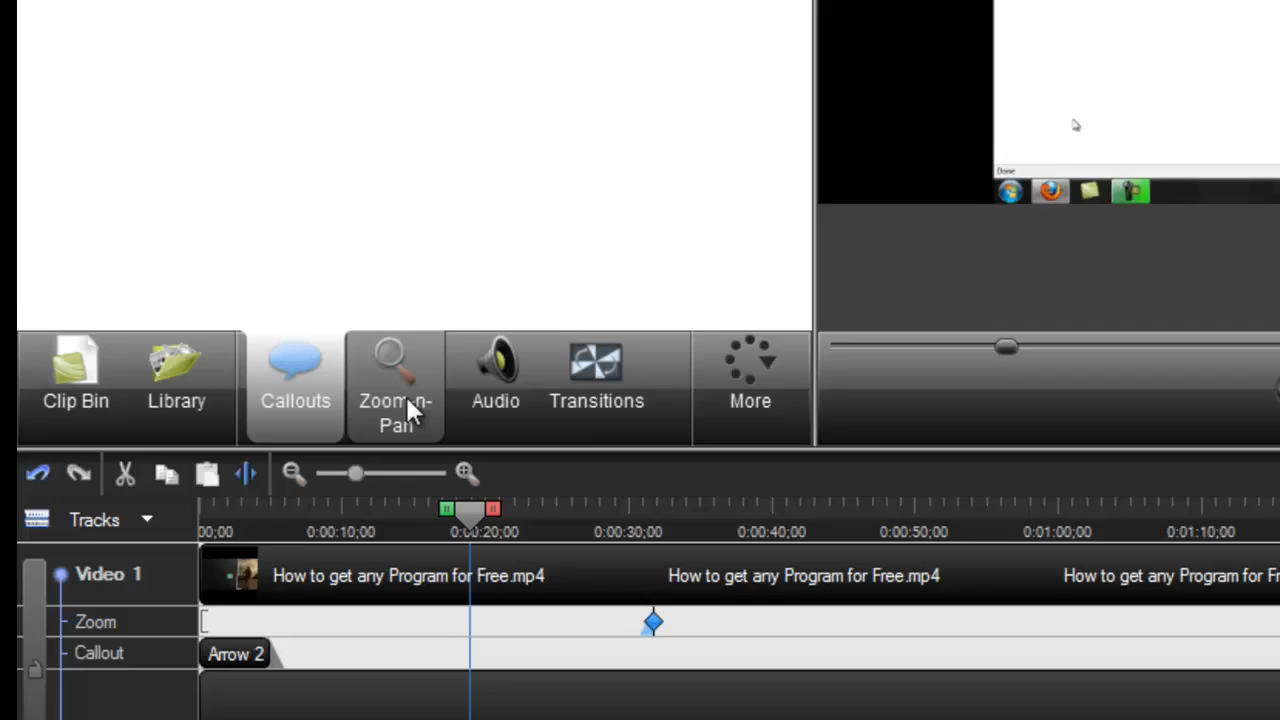 Done
Clip Bin
Library
Callouts
Zoom-n-
Pan
Audio
Transitions
More
Tracks
00;00
0:00:10;00
0:00:20;00
0:00:30;00
0:00:40;00
0:00:50;00
0:01:00;00
0:01:10;00
Video 1
How to get any Program for Free.mp4
How to get any Program for Free.mp4
How to get any Program for Fr
Zoom
Callout
Arrow 2